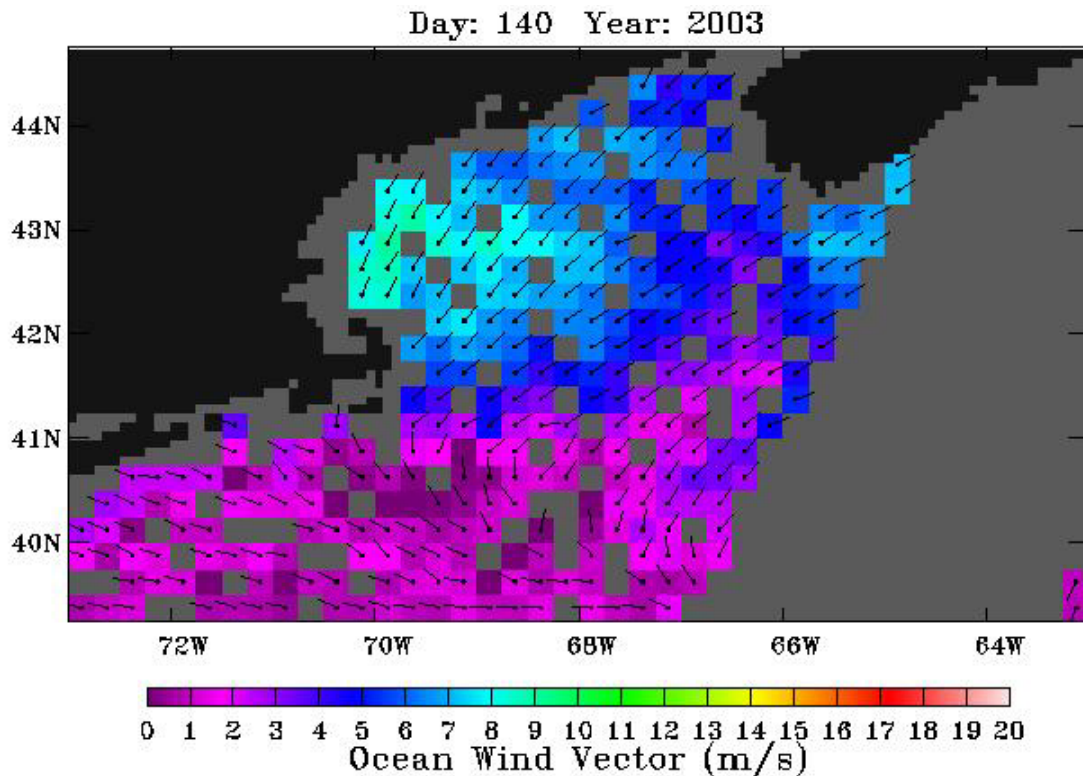 Day: 140 Year: 2003
44N
43N
42N
41N
40N
72W 70W 68W 66W 64W
0 1 2 3 4 5 6 7 8 9 10 11 12 13 14 15 16 17 18 19 20
Ocean Wind Vector (m/s)